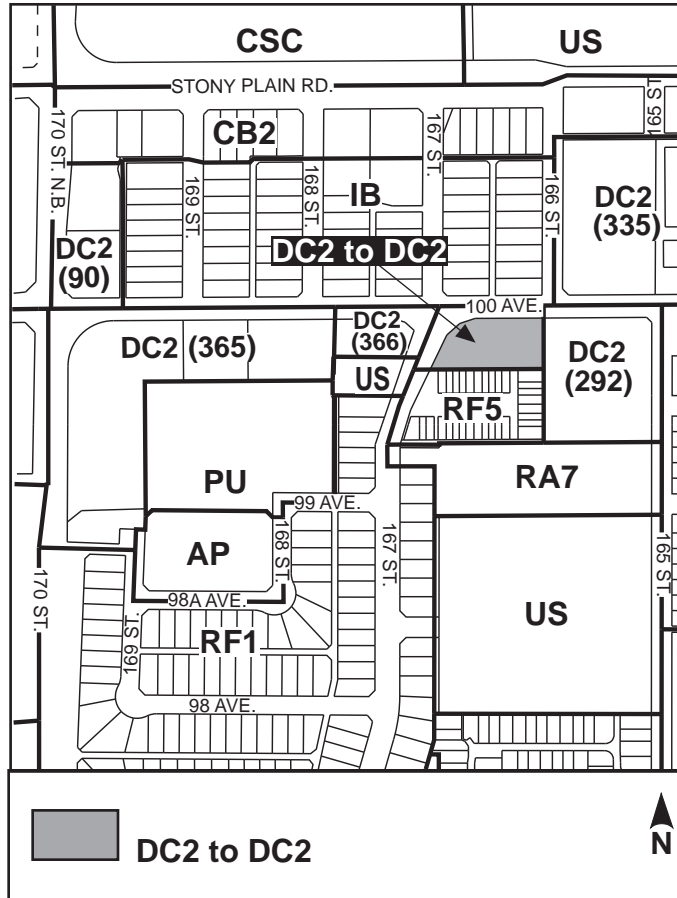 CSC
US
STONY PLAIN RD.
170 ST. N.B.
CB2
167 ST.
165 ST
169 ST.
168 ST.
IB
166 ST.
DC2
(335)
DC2
(90)
DC2 to DC2
100 AVE.
DC2 (365)
DC2
(366)
US
DC2
(292)
RF5
PU
RA7
99 AVE.
AP
168 ST.
167 ST.
165 ST.
170 ST.
98A AVE.
169 ST.
RF1
US
98 AVE.
DC2 to DC2
N